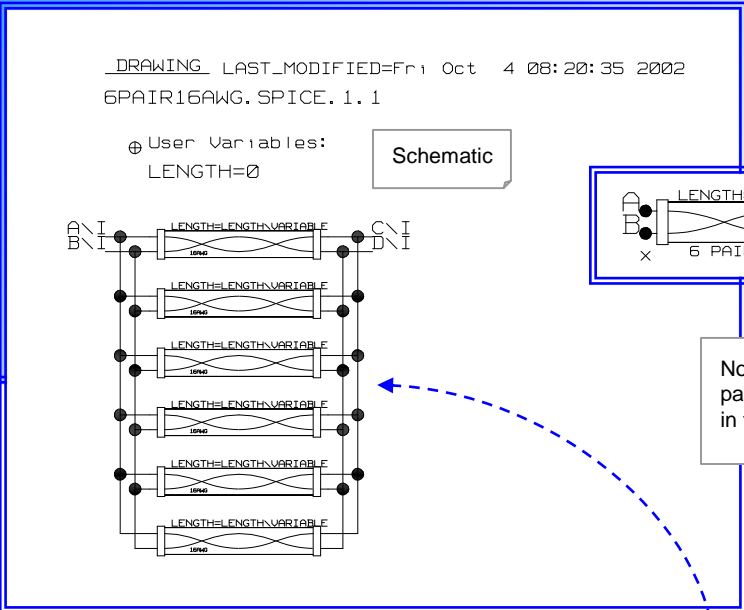 DRAWING LAST_MODIFIED=Fri Oct 4 08:20:35 2002
6PAIR16AWG.SPICE.1.1
User Variables:
LENGTH=0
Schematic
A\I
B\I
C\I
D\I
LENGTH=LENGTH\VARIABLE
16AWG
LENGTH=LENGTH\VARIABLE
16AWG
LENGTH=LENGTH\VARIABLE
16AWG
LENGTH=LENGTH\VARIABLE
16AWG
LENGTH=LENGTH\VARIABLE
16AWG
LENGTH=LENGTH\VARIABLE
16AWG
A
B
LENGTH=
6 PAI
×
No
pa
in